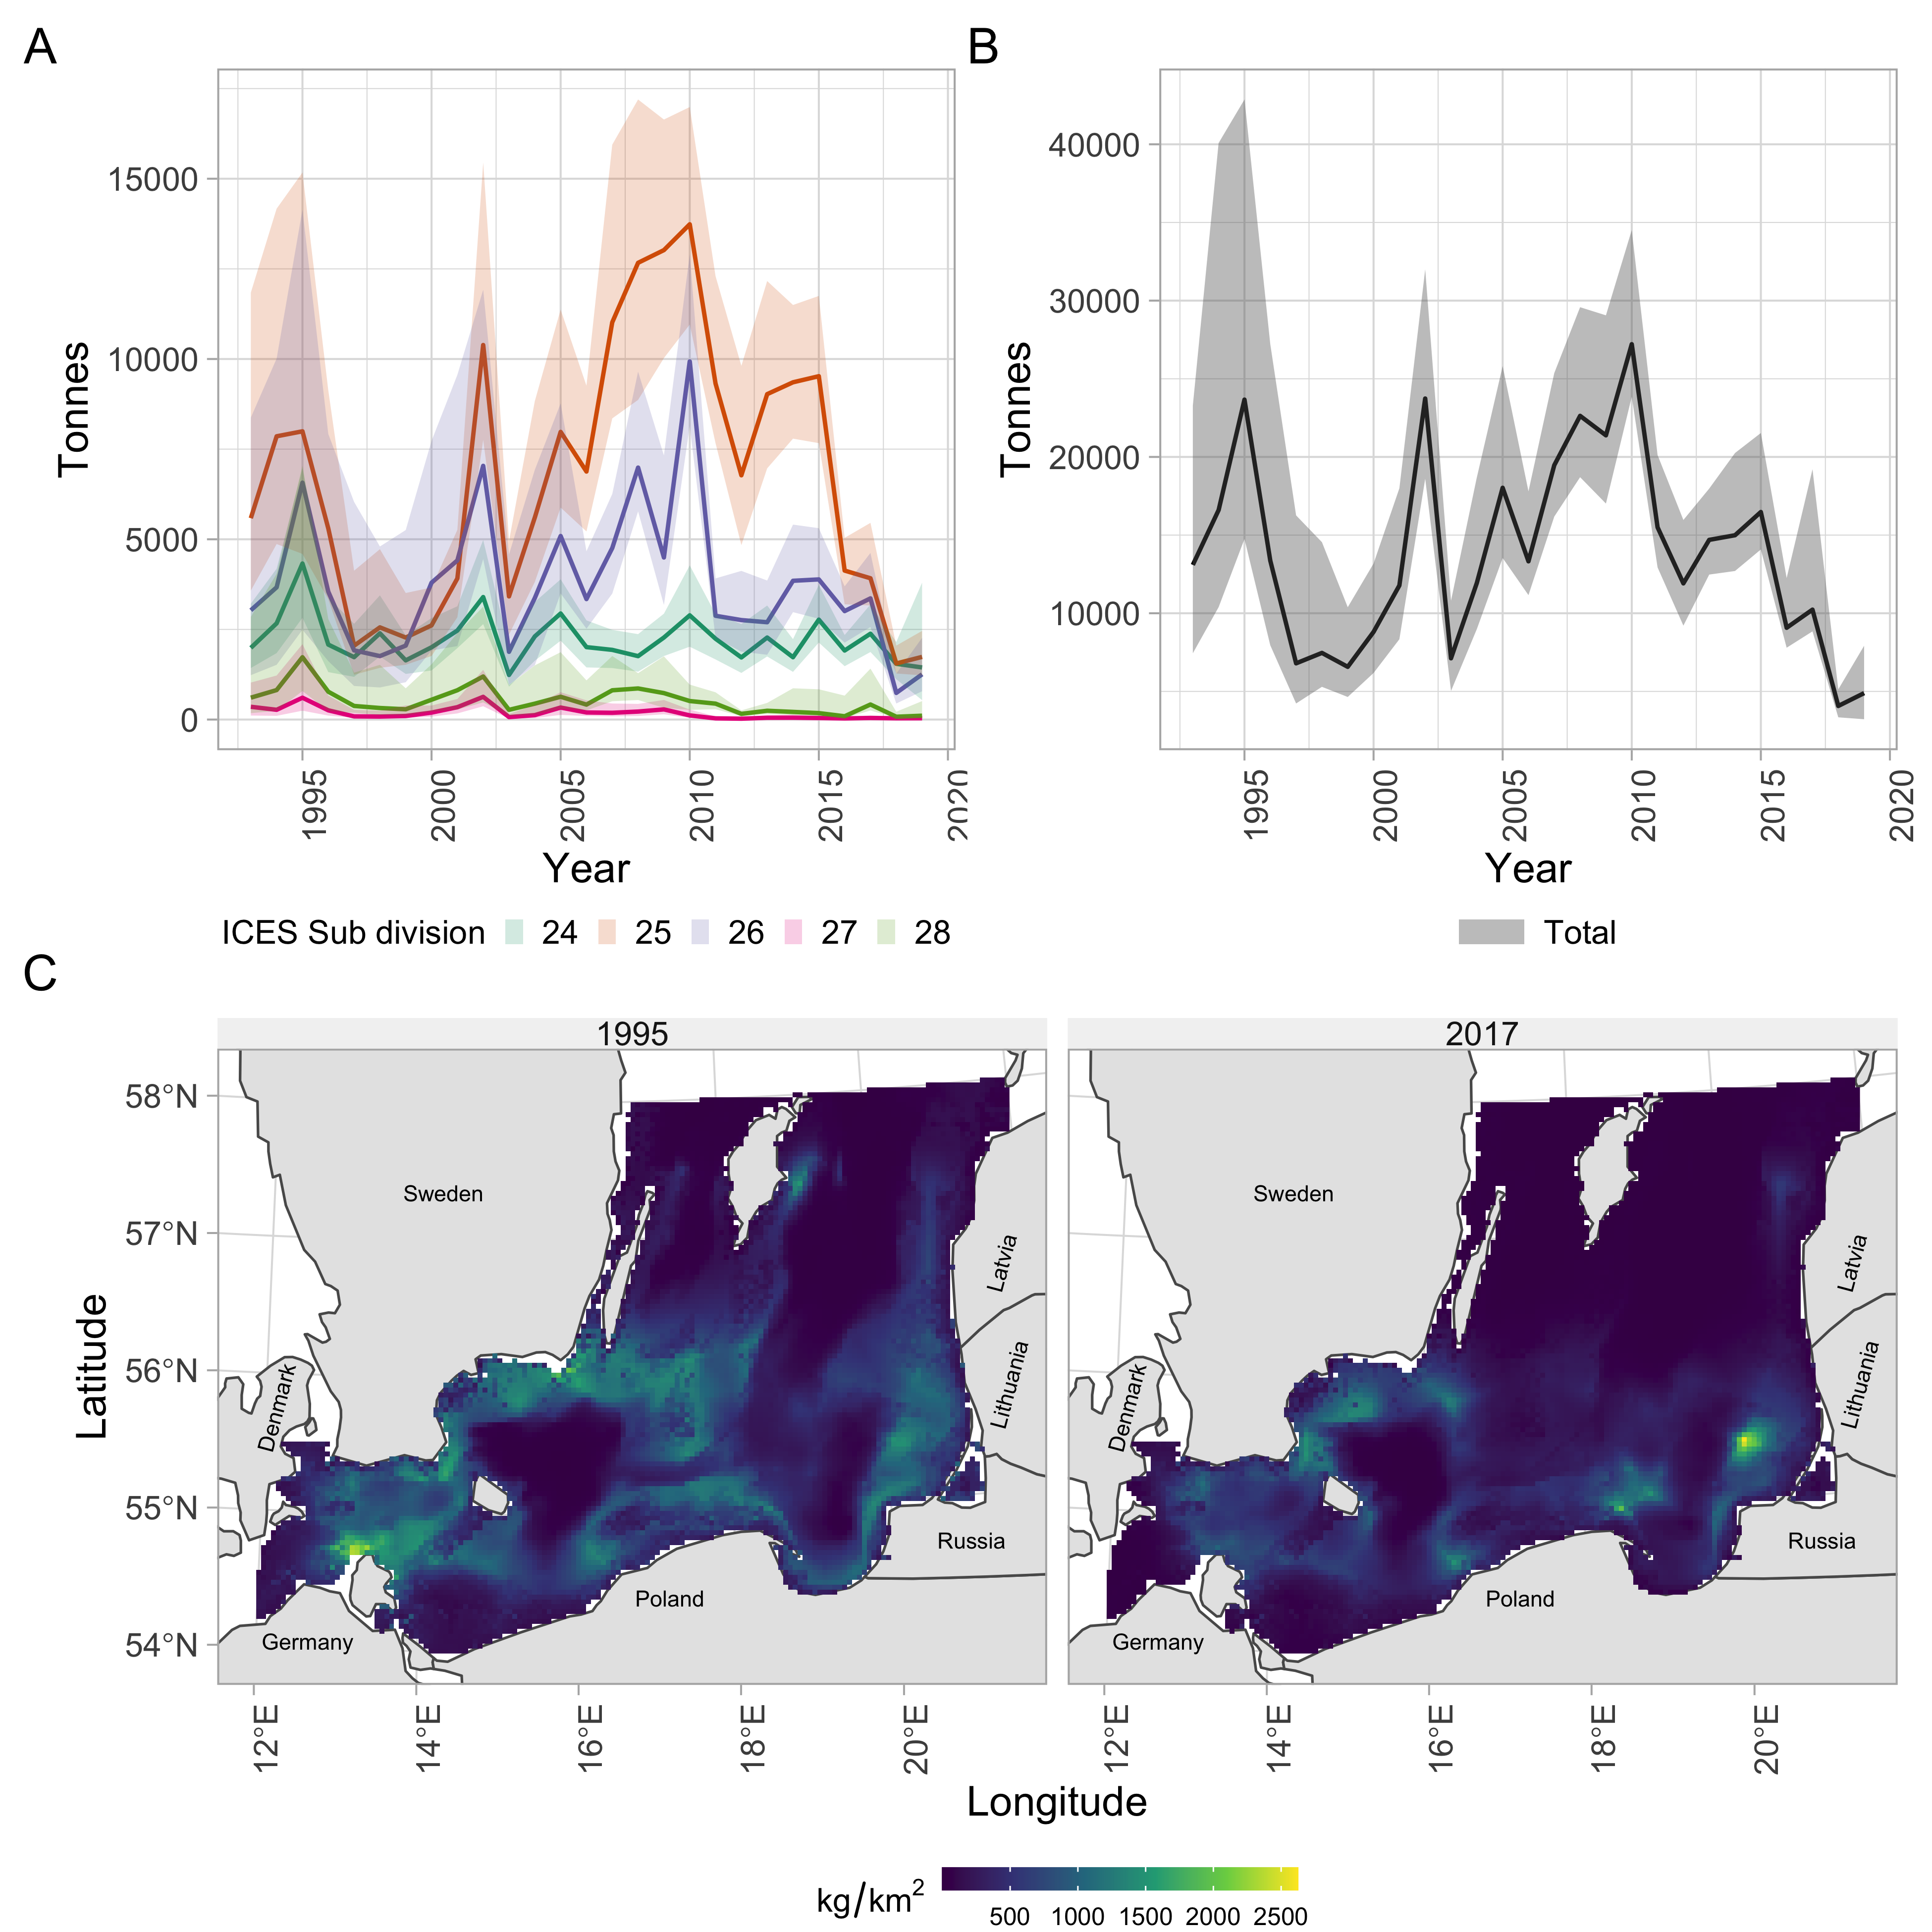 A
B
Tonnes
15000
10000
5000
0
1995
2000
2005
2010
2015
2020
Year
ICES Sub division 24 25 26 27 28
Tonnes
40000
30000
20000
10000
1995
2000
2005
2010
2015
2020
Year
Total
C
1995
2017
Latitude
58°N
57°N
56°N
55°N
54°N
Sweden
Denmark
Latvia
Lithuania
Russia
Poland
Germany
Sweden
Denmark
Latvia
Lithuania
Russia
Poland
Germany
12°E
14°E
16°E
18°E
20°E
12°E
14°E
16°E
18°E
20°E
Longitude
kg/km²
500 1000 1500 2000 2500